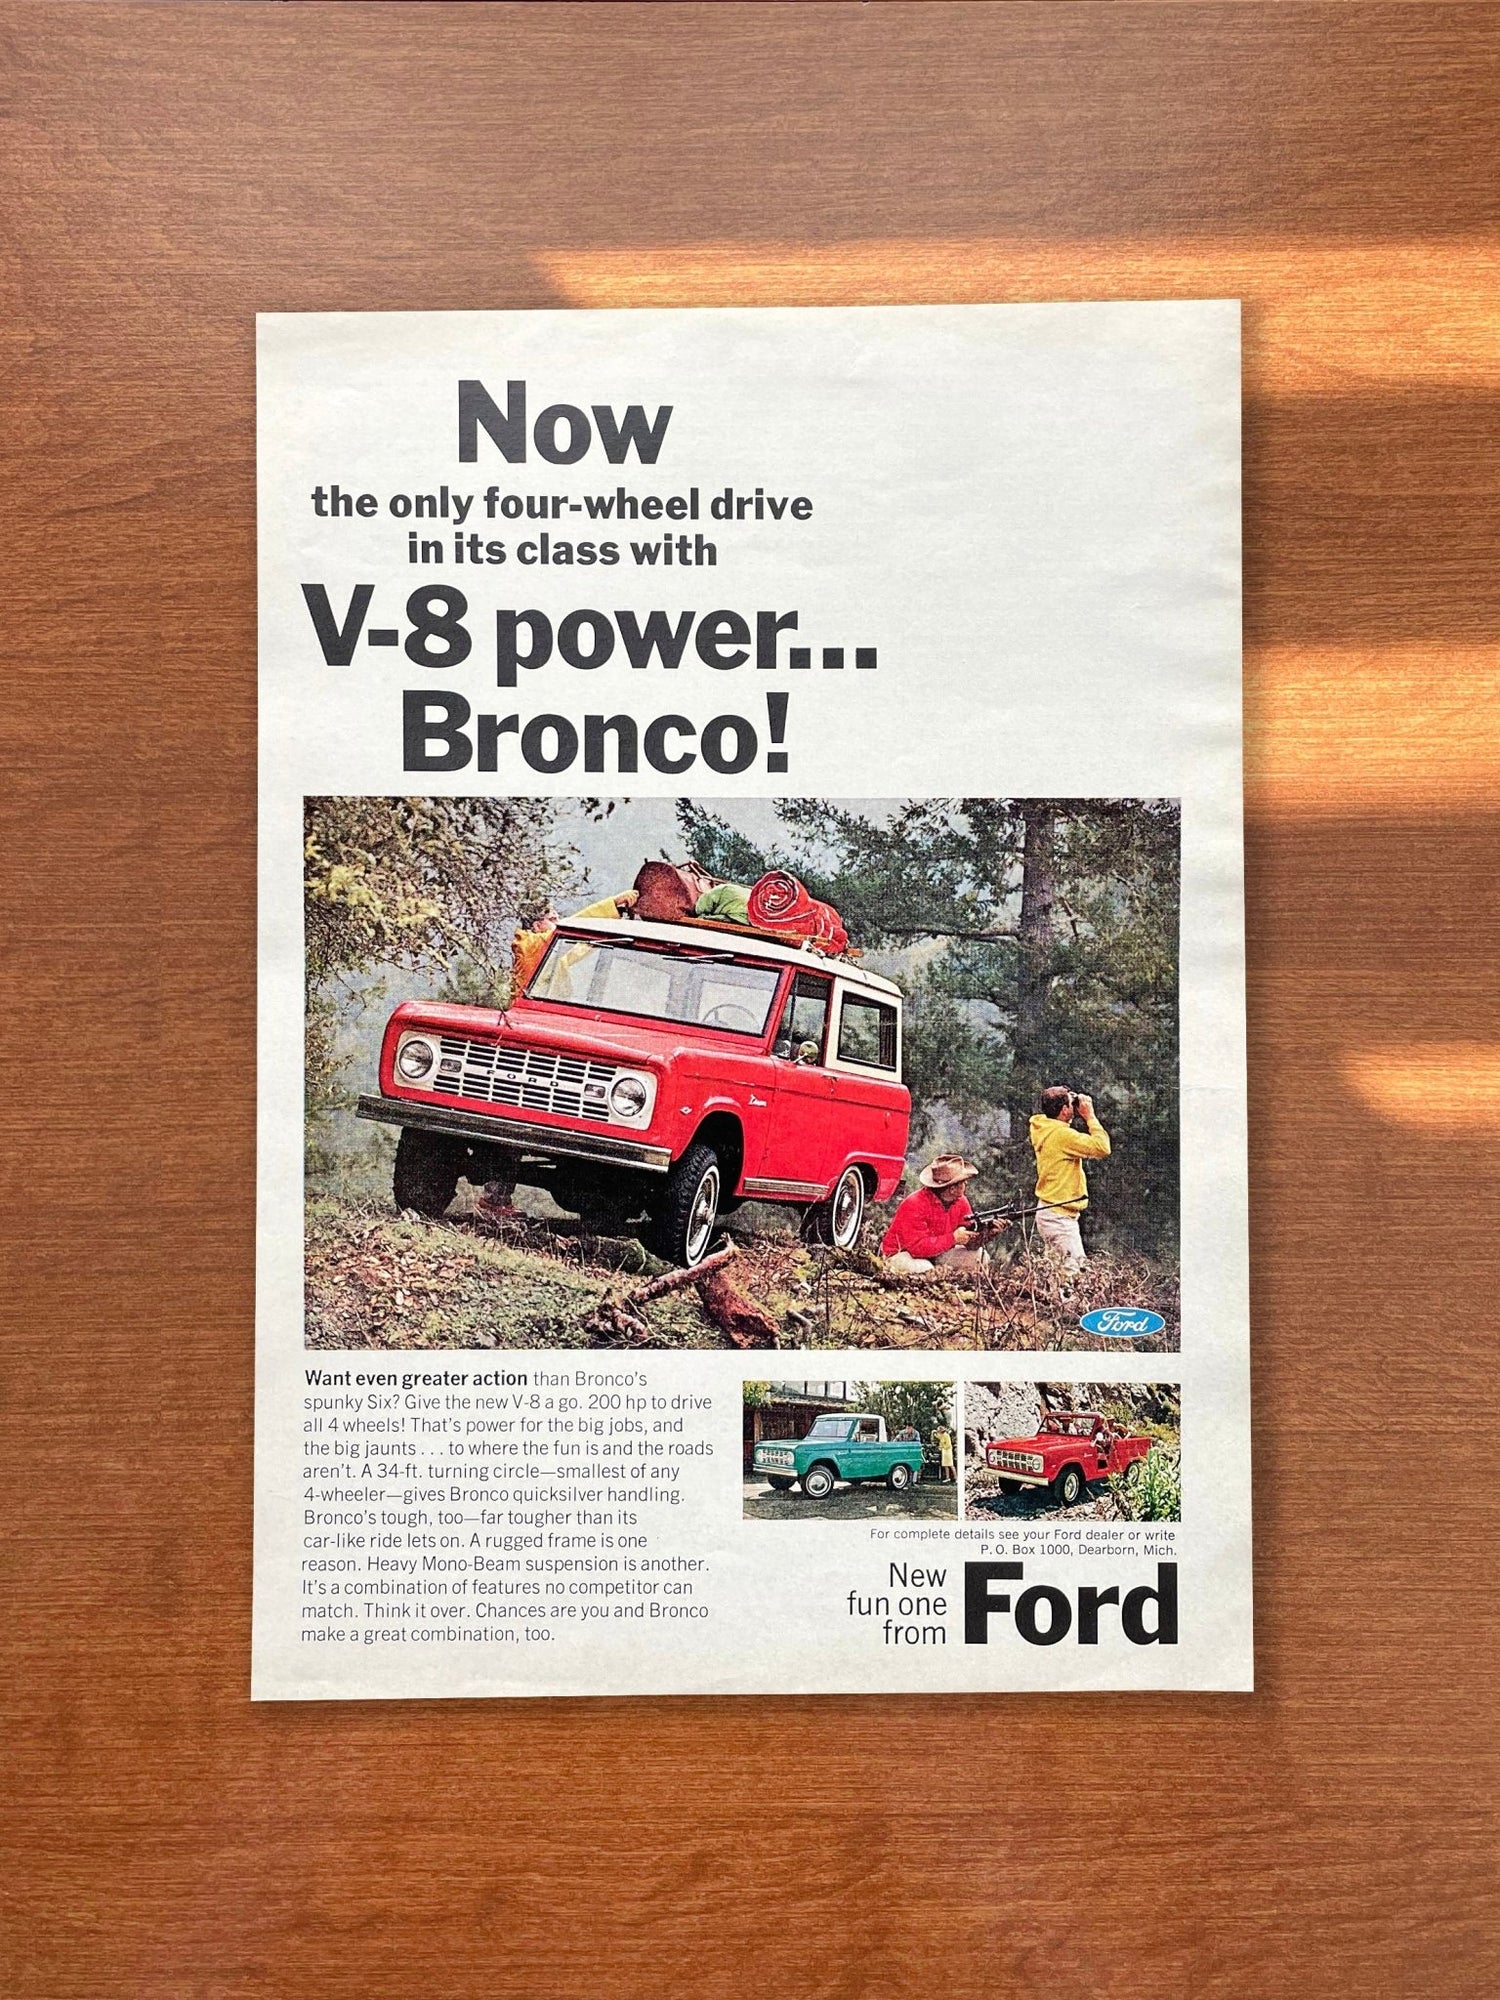 Now
the only four-wheel drive
in its class with
V-8 power...
Bronco!
FORD
Ford
Want even greater action than Bronco's
spunky Six? Give the new V-8 a go. 200 hp to drive
all 4 wheels! That's power for the big jobs, and
the big jaunts . . . to where the fun is and the roads
aren't. A 34-ft. turning circle—smallest of any
4-wheeler—gives Bronco quicksilver handling.
Bronco's tough, too—far tougher than its
car-like ride lets on. A rugged frame is one
reason. Heavy Mono-Beam suspension is another.
It's a combination of features no competitor can
match. Think it over. Chances are you and Bronco
make a great combination, too.
For complete details see your Ford dealer or write
P. O. Box 1000, Dearborn, Mich.
New
fun one
from Ford